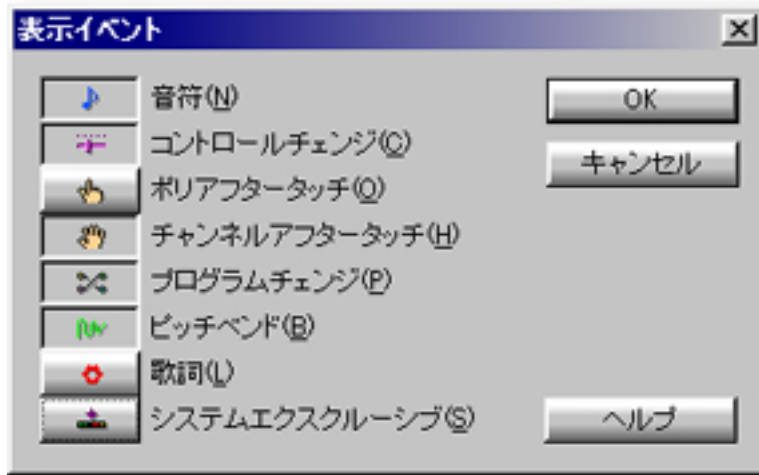 表示イベント
音符(N)
OK
コントロールチェンジ(C)
キャンセル
ポリアフタータッチ(O)
チャンネルアフタータッチ(H)
プログラムチェンジ(P)
ピッチベンド(B)
歌詞(L)
システムエクスクルーシブ(S)
ヘルプ